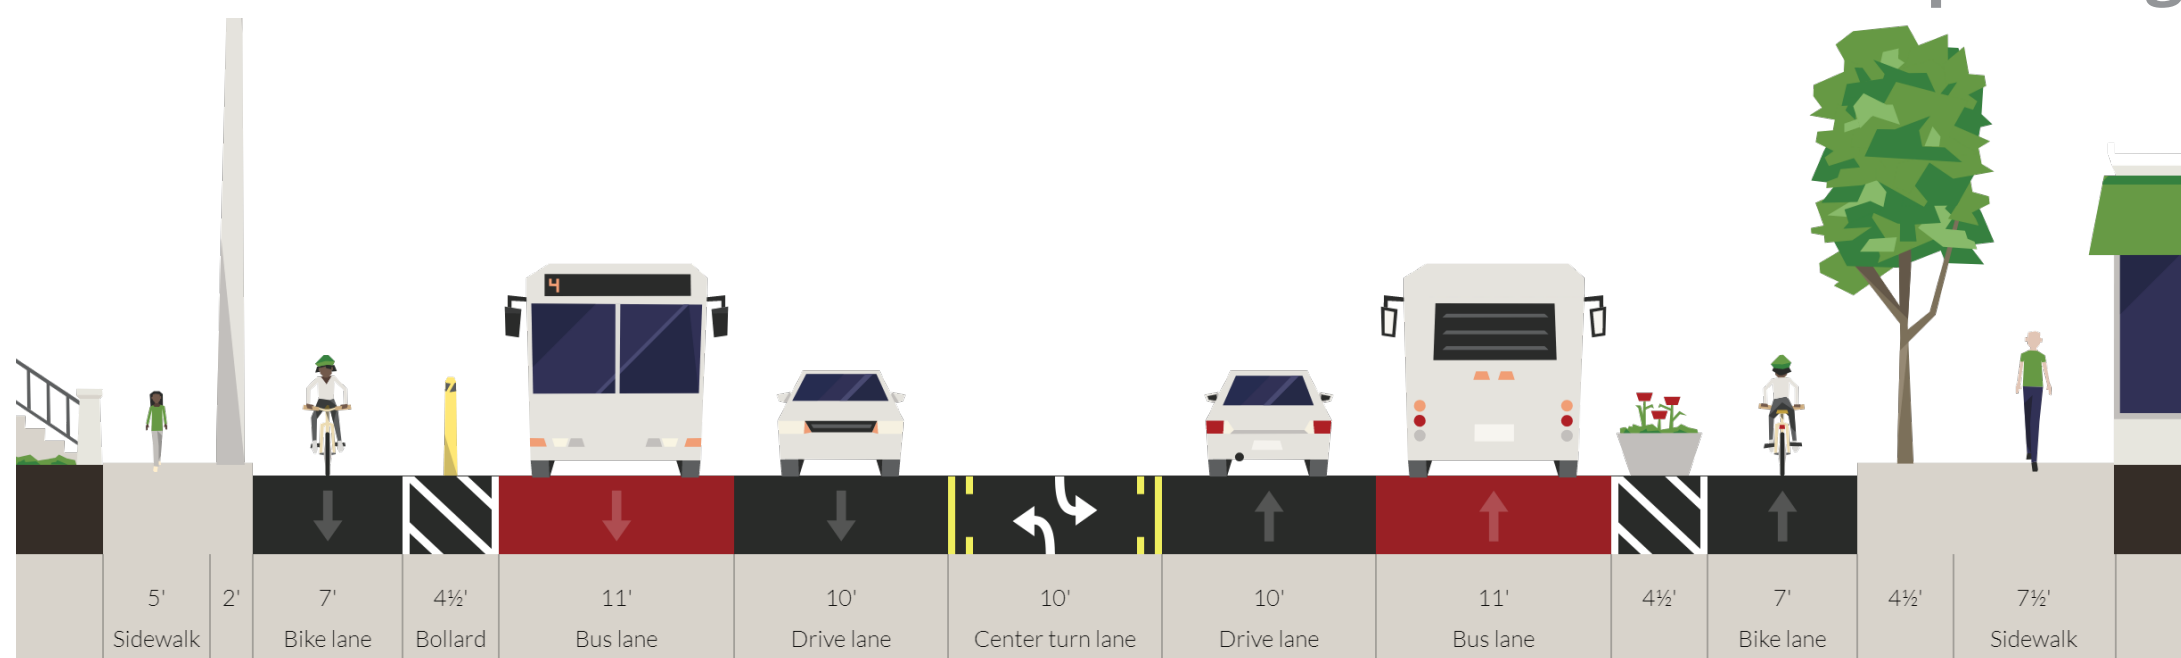 4
5' 2' 7' 4½' 11' 10' 10' 10' 11' 4½' 7' 4½' 7½'
Sidewalk Bike lane Bollard Bus lane Drive lane Center turn lane Drive lane Bus lane Bike lane Sidewalk